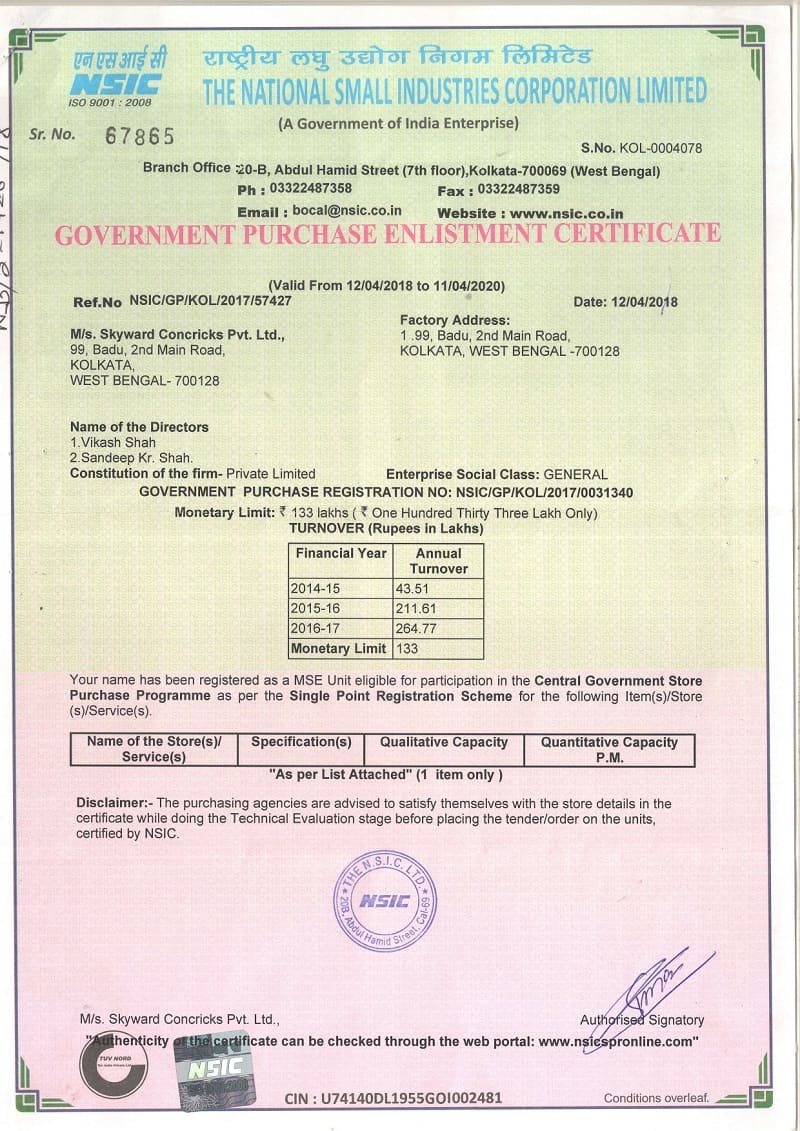 एन एस आई सी
NSIC
ISO 9001 : 2008
राष्ट्रीय लघु उद्योग निगम लिमिटेड
THE NATIONAL SMALL INDUSTRIES CORPORATION LIMITED
(A Government of India Enterprise)
Sr. No. 67865
S.No. KOL-0004078
Branch Office :20-B, Abdul Hamid Street (7th floor),Kolkata-700069 (West Bengal)
Ph : 03322487358 Fax : 03322487359
Email : bocal@nsic.co.in Website : www.nsic.co.in
GOVERNMENT PURCHASE ENLISTMENT CERTIFICATE
(Valid From 12/04/2018 to 11/04/2020)
Ref.No NSIC/GP/KOL/2017/57427 Date: 12/04/2018
M/s. Skyward Concricks Pvt. Ltd.,
99, Badu, 2nd Main Road,
KOLKATA,
WEST BENGAL- 700128
Factory Address:
1 .99, Badu, 2nd Main Road,
KOLKATA, WEST BENGAL -700128
Name of the Directors
1.Vikash Shah
2.Sandeep Kr. Shah.
Constitution of the firm- Private Limited Enterprise Social Class: GENERAL
GOVERNMENT PURCHASE REGISTRATION NO: NSIC/GP/KOL/2017/0031340
Monetary Limit: ₹ 133 lakhs ( ₹ One Hundred Thirty Three Lakh Only)
TURNOVER (Rupees in Lakhs)
Financial Year Annual Turnover
2014-15 43.51
2015-16 211.61
2016-17 264.77
Monetary Limit 133
Your name has been registered as a MSE Unit eligible for participation in the Central Government Store
Purchase Programme as per the Single Point Registration Scheme for the following Item(s)/Store
(s)/Service(s).
Name of the Store(s)/ Service(s) Specification(s) Qualitative Capacity Quantitative Capacity P.M.
"As per List Attached" (1 item only )
Disclaimer:- The purchasing agencies are advised to satisfy themselves with the store details in the
certificate while doing the Technical Evaluation stage before placing the tender/order on the units,
certified by NSIC.
THE N.S.I.C. LTD.
NSIC
20B, Abdul Hamid Street, Cal-69
M/s. Skyward Concricks Pvt. Ltd., Authorised Signatory
"Authenticity of the certificate can be checked through the web portal: www.nsicspronline.com"
TUV NORD
NSIC
CIN : U74140DL1955GOI002481
Conditions overleaf.